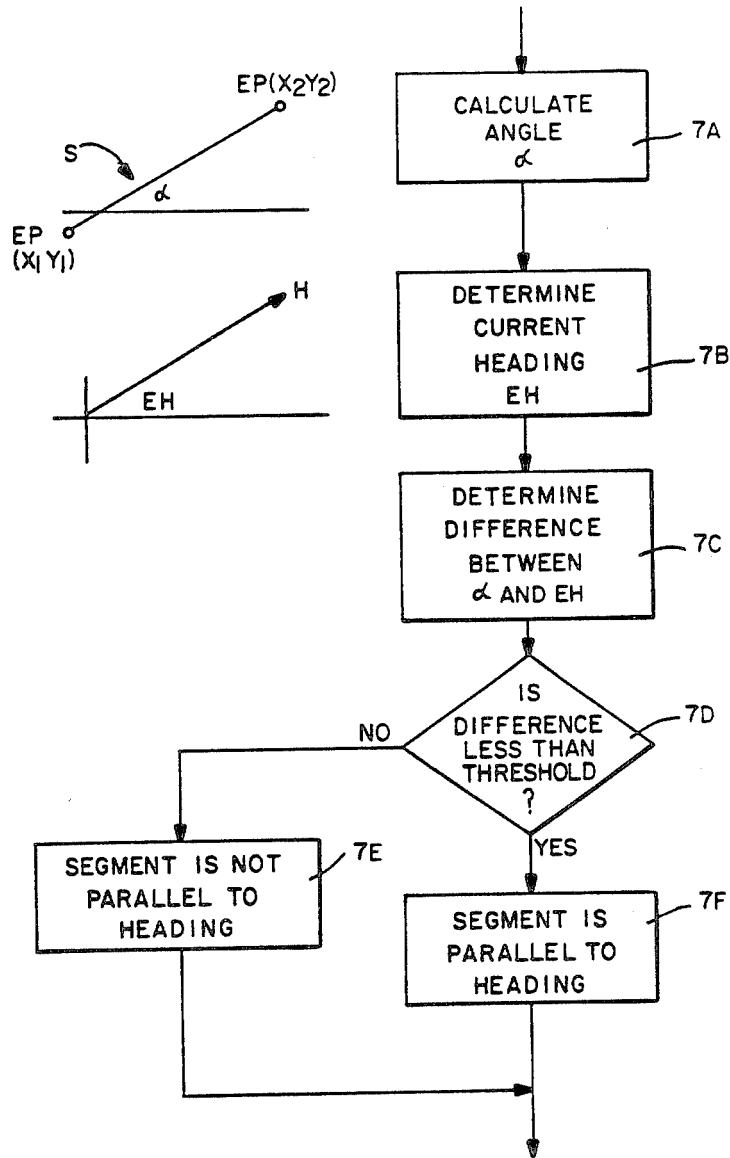 EP(X2Y2)
S
α
EP
(X1Y1)
H
EH
CALCULATE
ANGLE
α
7A
DETERMINE
CURRENT
HEADING
EH
7B
DETERMINE
DIFFERENCE
BETWEEN
α AND EH
7C
IS
DIFFERENCE
LESS THAN
THRESHOLD
?
7D
NO
YES
SEGMENT IS NOT
PARALLEL TO
HEADING
7E
SEGMENT IS
PARALLEL TO
HEADING
7F